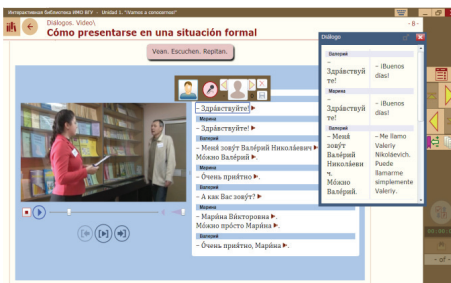 Интерактивная библиотека ИМО ВГУ - Unidad 1. "Vamos a conocernos!"
Diálogos. Video\
Cómo presentarse en una situación formal
- 8 -
Vean. Escuchen. Repitan.
– Здра́вствуйте!
Марина
– Здра́вствуйте!
Валерий
– Меня́ зову́т Вале́рий Никола́евич
Мо́жно Вале́рий.
Марина
– О́чень прия́тно.
Валерий
– А как Вас зову́т?
Марина
– Мари́на Ви́кторовна.
Мо́жно про́сто Мари́на.
Валерий
– О́чень прия́тно, Мари́на.
Diálogo
Валерий
–
Здра́вствуй
те!
– ¡Buenos
días!
Марина
–
Здра́вствуй
те!
– ¡Buenos
días!
Валерий
– Меня́
зову́т
Вале́рий
Никола́еви
ч.
Мо́жно
Вале́рий.
– Me llamo
Valeriy
Nikoláevich.
Puede
llamarme
simplemente
Valeriy.
- of -